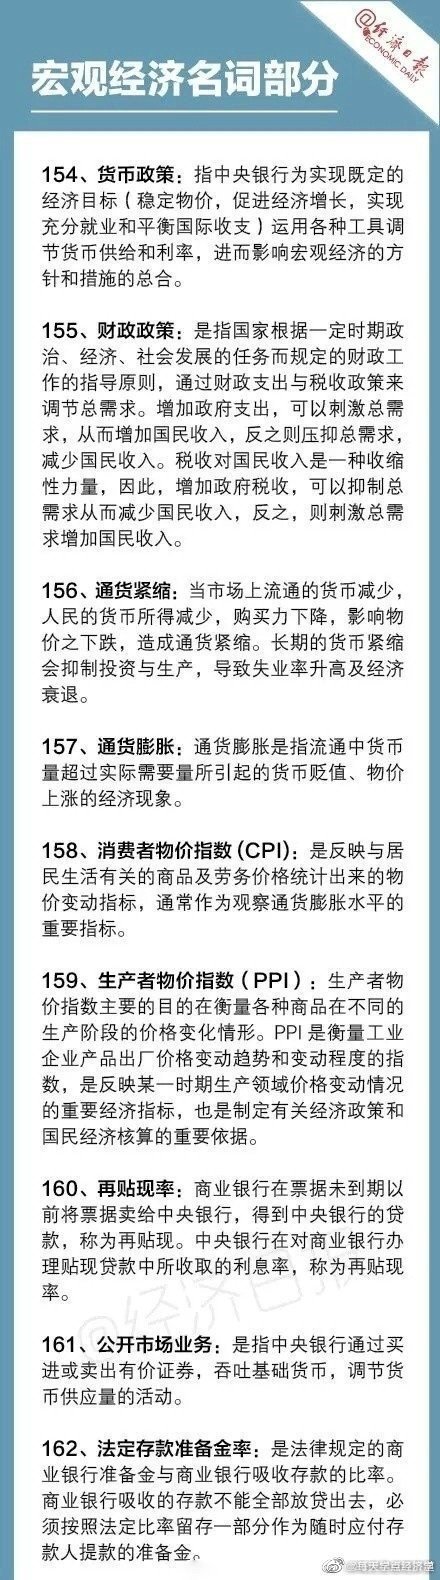 @经济日报
ECONOMIC DAILY
宏观经济名词部分
154、货币政策：指中央银行为实现既定的
经济目标（稳定物价，促进经济增长，实现
充分就业和平衡国际收支）运用各种工具调
节货币供给和利率，进而影响宏观经济的方
针和措施的总合。
155、财政政策：是指国家根据一定时期政
治、经济、社会发展的任务而规定的财政工
作的指导原则，通过财政支出与税收政策来
调节总需求。增加政府支出，可以刺激总需
求，从而增加国民收入，反之则压抑总需求，
减少国民收入。税收对国民收入是一种收缩
性力量，因此，增加政府税收，可以抑制总
需求从而减少国民收入，反之，则刺激总需
求增加国民收入。
156、通货紧缩：当市场上流通的货币减少，
人民的货币所得减少，购买力下降，影响物
价之下跌，造成通货紧缩。长期的货币紧缩
会抑制投资与生产，导致失业率升高及经济
衰退。
157、通货膨胀：通货膨胀是指流通中货币
量超过实际需要量所引起的货币贬值、物价
上涨的经济现象。
158、消费者物价指数(CPI)：是反映与居
民生活有关的商品及劳务价格统计出来的物
价变动指标，通常作为观察通货膨胀水平的
重要指标。
159、生产者物价指数（PPI）：生产者物
价指数主要的目的在衡量各种商品在不同的
生产阶段的价格变化情形。PPI是衡量工业
企业产品出厂价格变动趋势和变动程度的指
数，是反映某一时期生产领域价格变动情况
的重要经济指标，也是制定有关经济政策和
国民经济核算的重要依据。
160、再贴现率：商业银行在票据未到期以
前将票据卖给中央银行，得到中央银行的贷
款，称为再贴现。中央银行在对商业银行办
理贴现贷款中所收取的利息率，称为再贴现
率。
@经济日报
161、公开市场业务：是指中央银行通过买
进或卖出有价证券，吞吐基础货币，调节货
币供应量的活动。
162、法定存款准备金率：是法律规定的商
业银行准备金与商业银行吸收存款的比率。
商业银行吸收的存款不能全部放贷出去，必
须按照法定比率留存一部分作为随时应付存
款人提款的准备金。